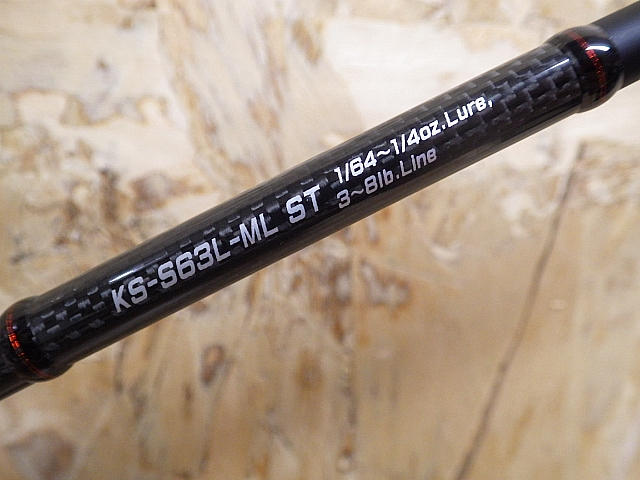 KS-S63L-ML ST
1/64~1/4oz.Lure,
3~8lb.Line